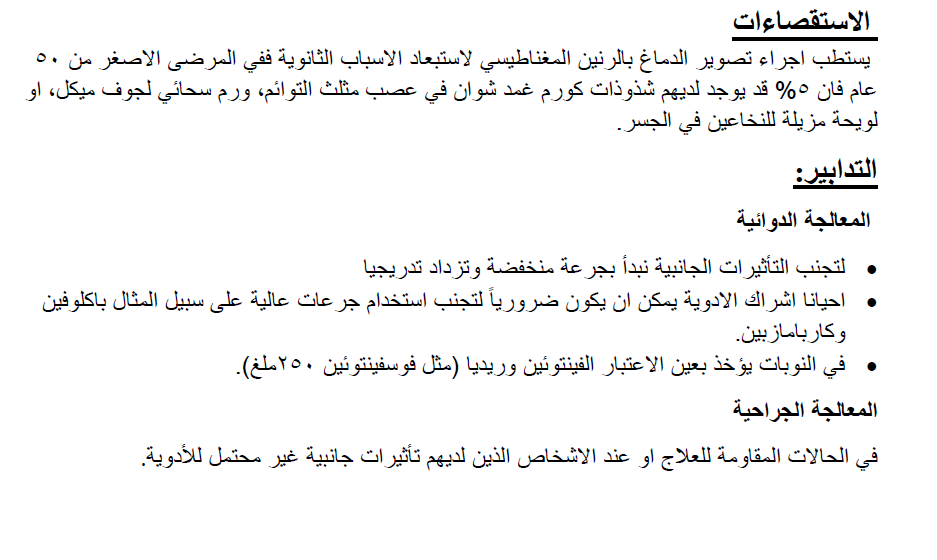 الاستقصاءات
يستطب اجراء تصوير الدماغ بالرنين المغناطيسي لاستبعاد الاسباب الثانوية ففي المرضى الاصغر من ٥٠
عام فان ٥% قد يوجد لديهم شذوذات كورم غمد شوان في عصب مثلث التوائم، ورم سحائي لجوف ميكل، او
لويحة مزيلة للنخاعين في الجسر.
التدابير:
المعالجة الدوائية
• لتجنب التأثيرات الجانبية نبدأ بجرعة منخفضة وتزداد تدريجيا
• احيانا اشراك الادوية يمكن ان يكون ضرورياً لتجنب استخدام جرعات عالية على سبيل المثال باكلوفين
وكاربامازبين.
• في النوبات يؤخذ بعين الاعتبار الفينتوئين وريديا (مثل فوسفينتوئين ٢٥٠ملغ).
المعالجة الجراحية
في الحالات المقاومة للعلاج او عند الاشخاص الذين لديهم تأثيرات جانبية غير محتمل للأدوية.